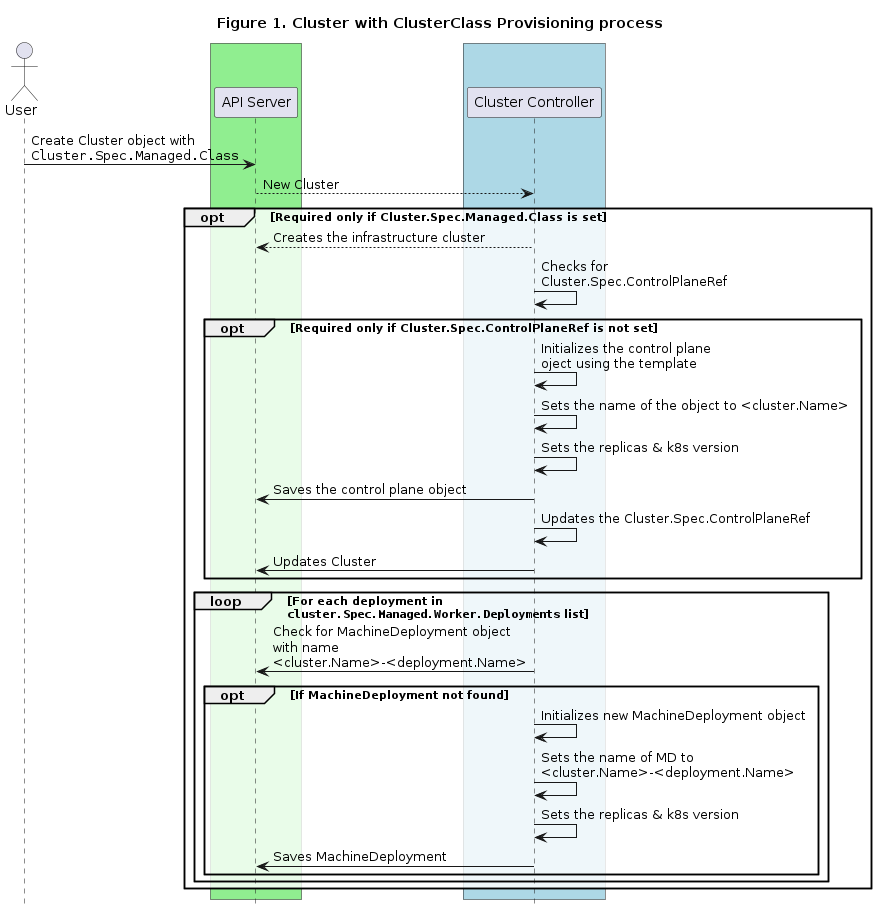 Figure 1. Cluster with ClusterClass Provisioning process
User
API Server
Cluster Controller
Create Cluster object with
Cluster.Spec.Managed.Class
New Cluster
opt
[Required only if Cluster.Spec.Managed.Class is set]
Creates the infrastructure cluster
Checks for
Cluster.Spec.ControlPlaneRef
opt
[Required only if Cluster.Spec.ControlPlaneRef is not set]
Initializes the control plane
oject using the template
Sets the name of the object to <cluster.Name>
Sets the replicas & k8s version
Saves the control plane object
Updates the Cluster.Spec.ControlPlaneRef
Updates Cluster
loop
[For each deployment in
cluster.Spec.Managed.Worker.Deployments list]
Check for MachineDeployment object
with name
<cluster.Name>-<deployment.Name>
opt
[If MachineDeployment not found]
Initializes new MachineDeployment object
Sets the name of MD to
<cluster.Name>-<deployment.Name>
Sets the replicas & k8s version
Saves MachineDeployment